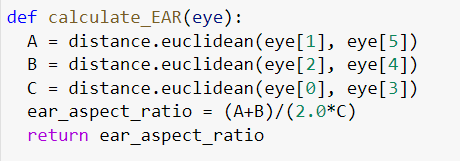 def calculate_EAR(eye):
  A = distance.euclidean(eye[1], eye[5])
  B = distance.euclidean(eye[2], eye[4])
  C = distance.euclidean(eye[0], eye[3])
  ear_aspect_ratio = (A+B)/(2.0*C)
  return ear_aspect_ratio